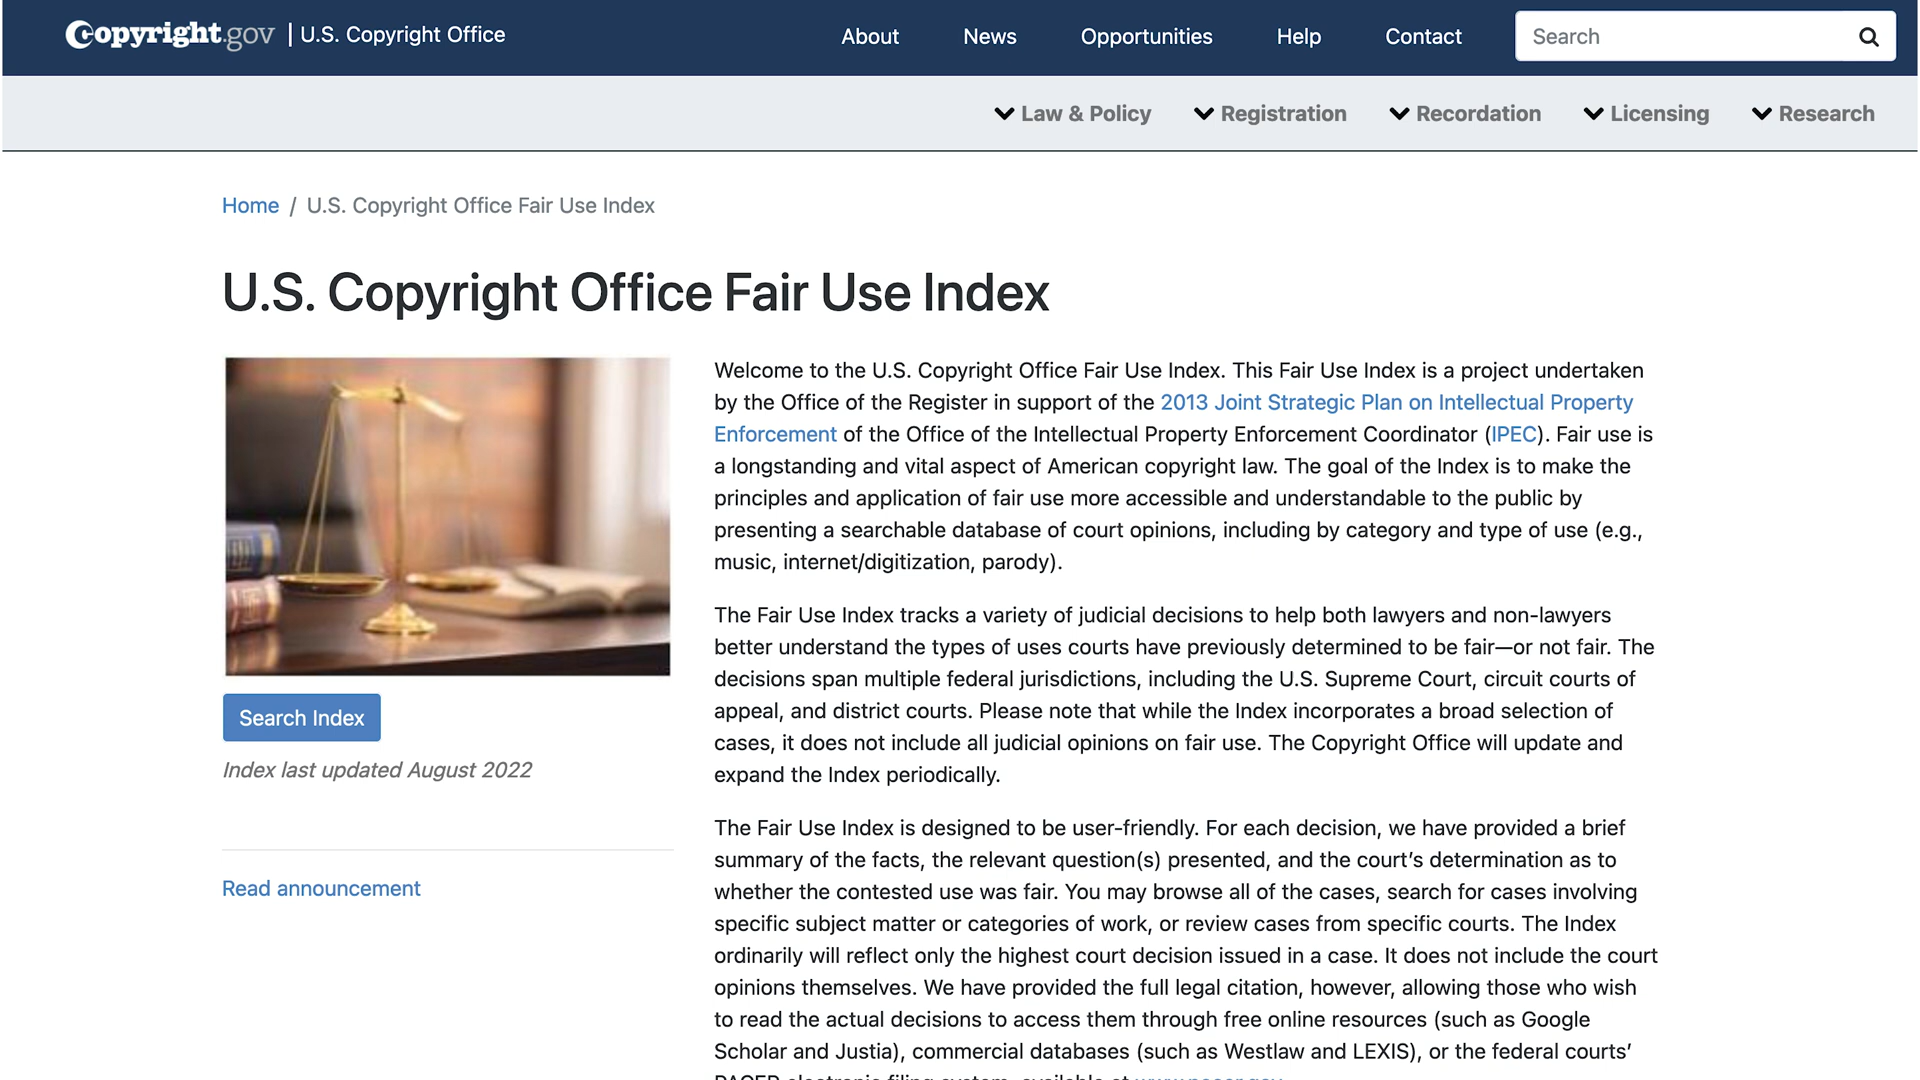 Copyright.gov | U.S. Copyright Office
About News Opportunities Help Contact Search
Law & Policy Registration Recordation Licensing Research
Home / U.S. Copyright Office Fair Use Index
U.S. Copyright Office Fair Use Index
Search Index
Index last updated August 2022
Read announcement
Welcome to the U.S. Copyright Office Fair Use Index. This Fair Use Index is a project undertaken
by the Office of the Register in support of the 2013 Joint Strategic Plan on Intellectual Property
Enforcement of the Office of the Intellectual Property Enforcement Coordinator (IPEC). Fair use is
a longstanding and vital aspect of American copyright law. The goal of the Index is to make the
principles and application of fair use more accessible and understandable to the public by
presenting a searchable database of court opinions, including by category and type of use (e.g.,
music, internet/digitization, parody).
The Fair Use Index tracks a variety of judicial decisions to help both lawyers and non-lawyers
better understand the types of uses courts have previously determined to be fair—or not fair. The
decisions span multiple federal jurisdictions, including the U.S. Supreme Court, circuit courts of
appeal, and district courts. Please note that while the Index incorporates a broad selection of
cases, it does not include all judicial opinions on fair use. The Copyright Office will update and
expand the Index periodically.
The Fair Use Index is designed to be user-friendly. For each decision, we have provided a brief
summary of the facts, the relevant question(s) presented, and the court’s determination as to
whether the contested use was fair. You may browse all of the cases, search for cases involving
specific subject matter or categories of work, or review cases from specific courts. The Index
ordinarily will reflect only the highest court decision issued in a case. It does not include the court
opinions themselves. We have provided the full legal citation, however, allowing those who wish
to read the actual decisions to access them through free online resources (such as Google
Scholar and Justia), commercial databases (such as Westlaw and LEXIS), or the federal courts’
PACER electronic filing system, available at www.pacer.gov